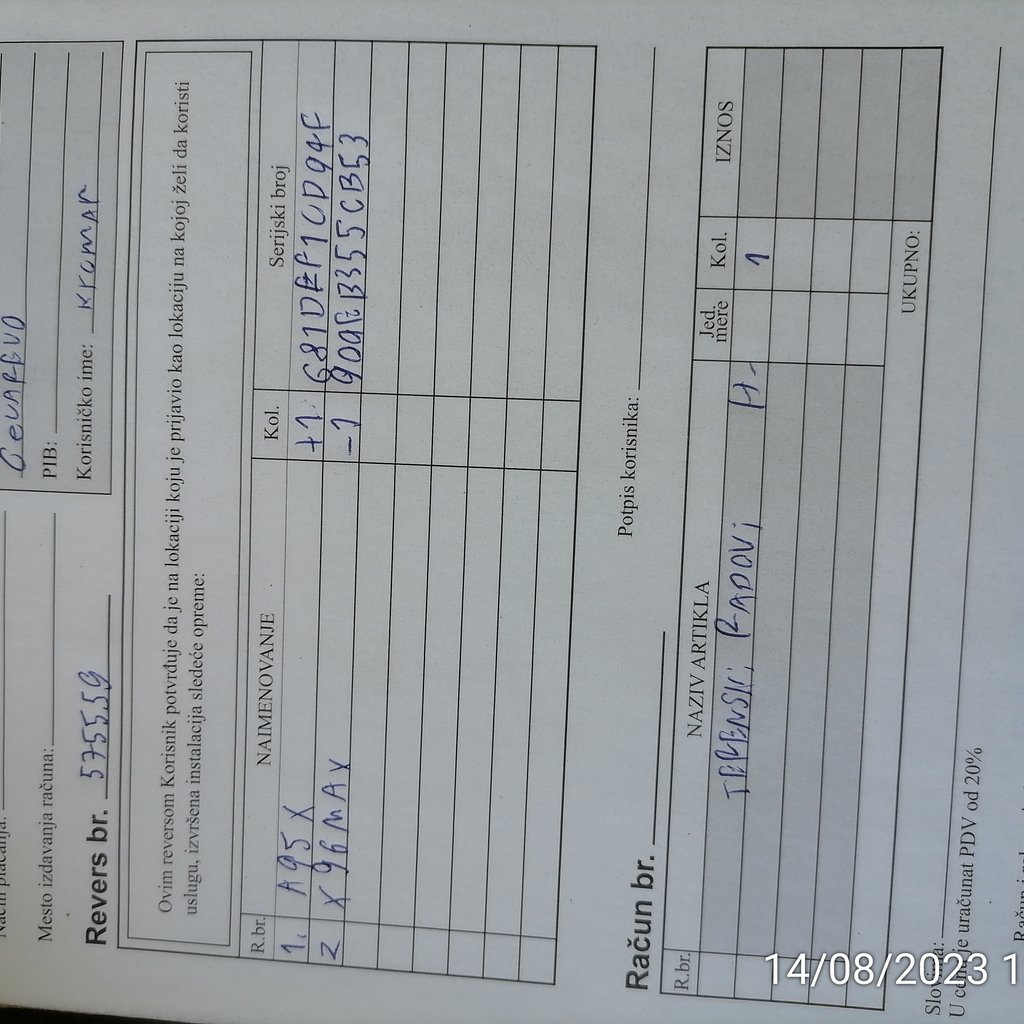 PIB:
Korisničko ime: Kromar
Mesto izdavanja računa:
Revers br. 575559
Ovim reversom Korisnik potvrđuje da je na lokaciji koju je prijavio kao lokaciju na kojoj želi da koristi
uslugu, izvršena instalacija sledeće opreme:
R.br. NAIMENOVANJE Kol. Serijski broj
1. A95X +1
2 X96MAX -1
Potpis korisnika:
Račun br.
R.br. NAZIV ARTIKLA Jed. mere Kol. IZNOS
TERENSKI RADOVI 1
UKUPNO:
je uračunat PDV od 20%
14/08/2023 1